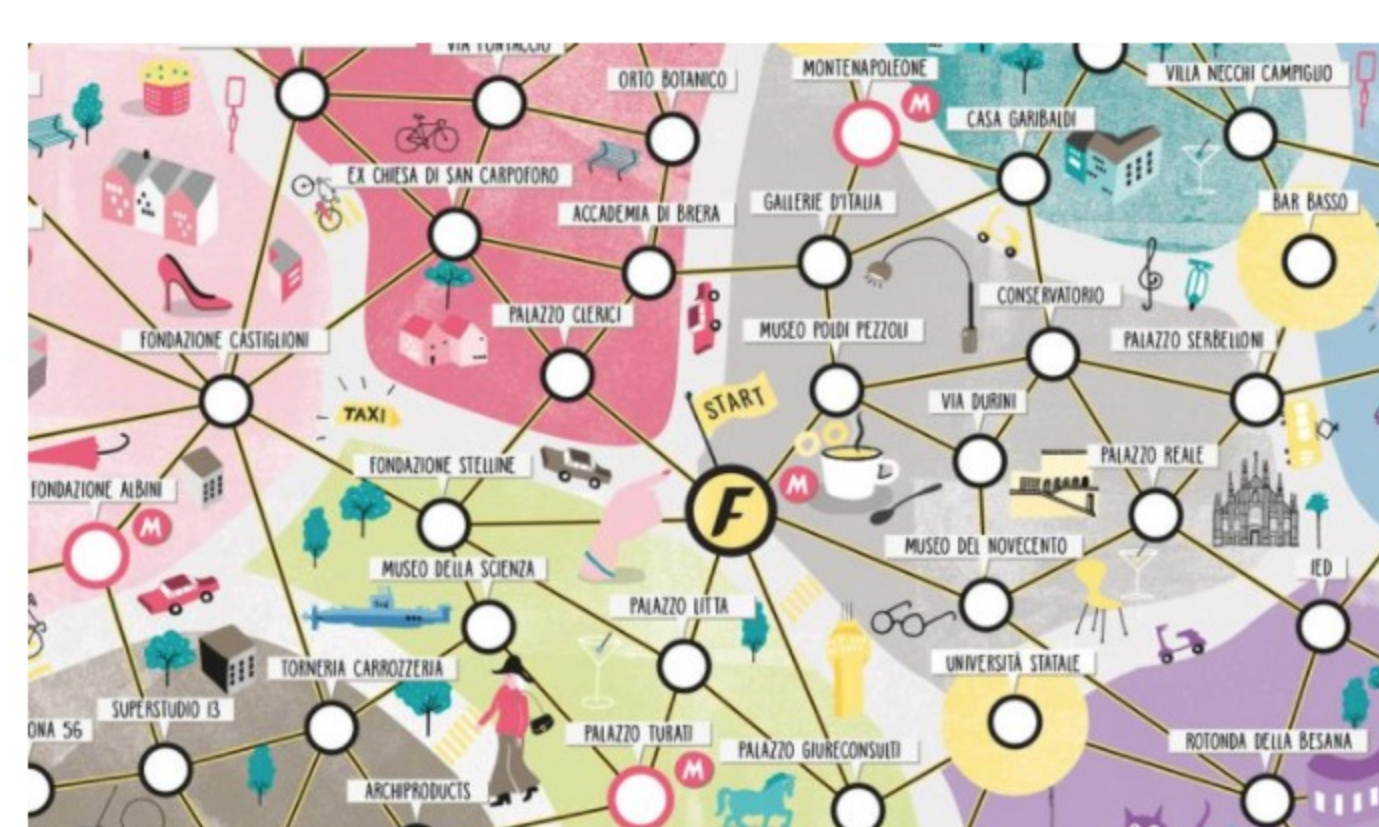 VIA PONTACCIO
ORTO BOTANICO
MONTENAPOLEONE
M
VILLA NECCHI CAMPIGLIO
CASA GARIBALDI
EX CHIESA DI SAN CARPOFORO
ACCADEMIA DI BRERA
GALLERIE D'ITALIA
BAR BASSO
PALAZZO CLERICI
CONSERVATORIO
FONDAZIONE CASTIGLIONI
MUSEO POLDI PEZZOLI
PALAZZO SERBELLONI
START
TAXI
VIA DURINI
FONDAZIONE STELLINE
PALAZZO REALE
FONDAZIONE ALBINI
M
M
F
MUSEO DEL NOVECENTO
MUSEO DELLA SCIENZA
IED
PALAZZO LITTA
TORNERIA CARROZZERIA
UNIVERSITÀ STATALE
SUPERSTUDIO 13
ONA 56
PALAZZO TURATI
M
PALAZZO GIURECONSULTI
ROTONDA DELLA BESANA
ARCHIPRODUCTS